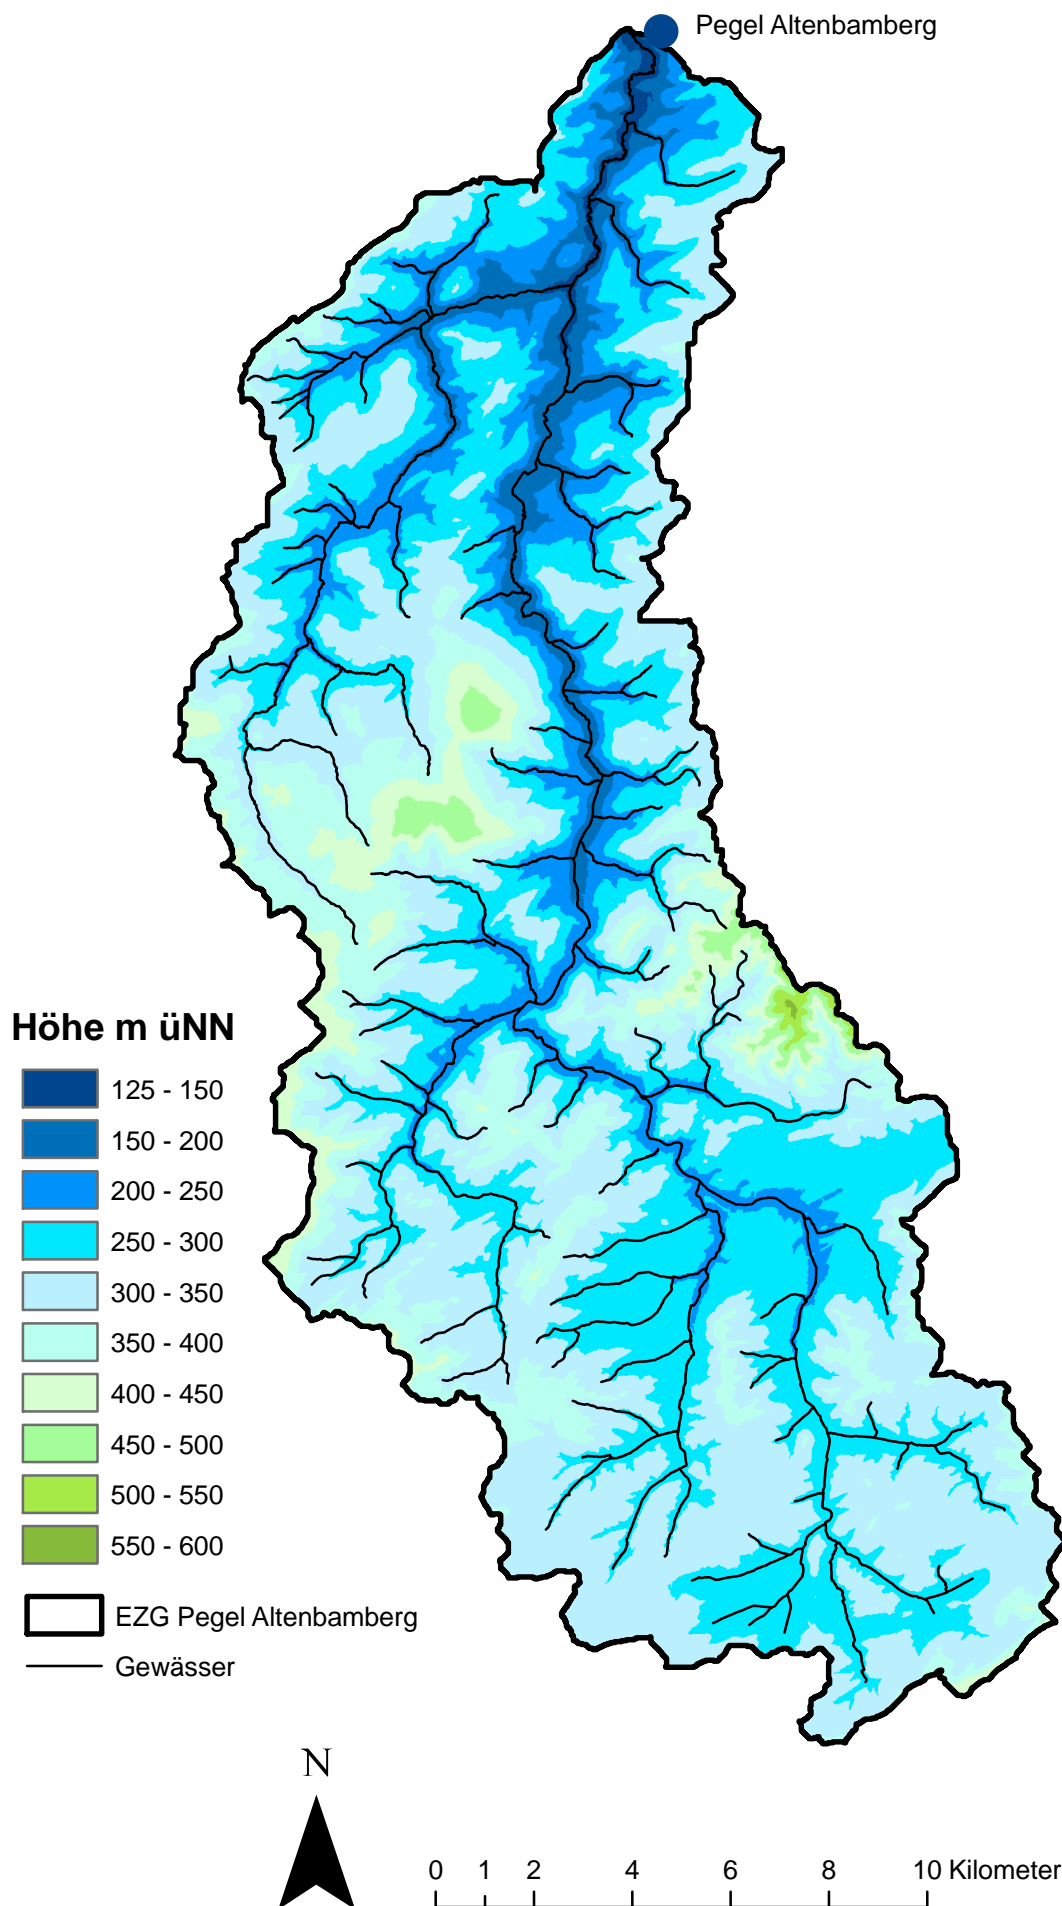 Pegel Altenbamberg
Höhe m üNN
125 - 150
150 - 200
200 - 250
250 - 300
300 - 350
350 - 400
400 - 450
450 - 500
500 - 550
550 - 600
EZG Pegel Altenbamberg
Gewässer
N
0 1 2 4 6 8 10 Kilometer